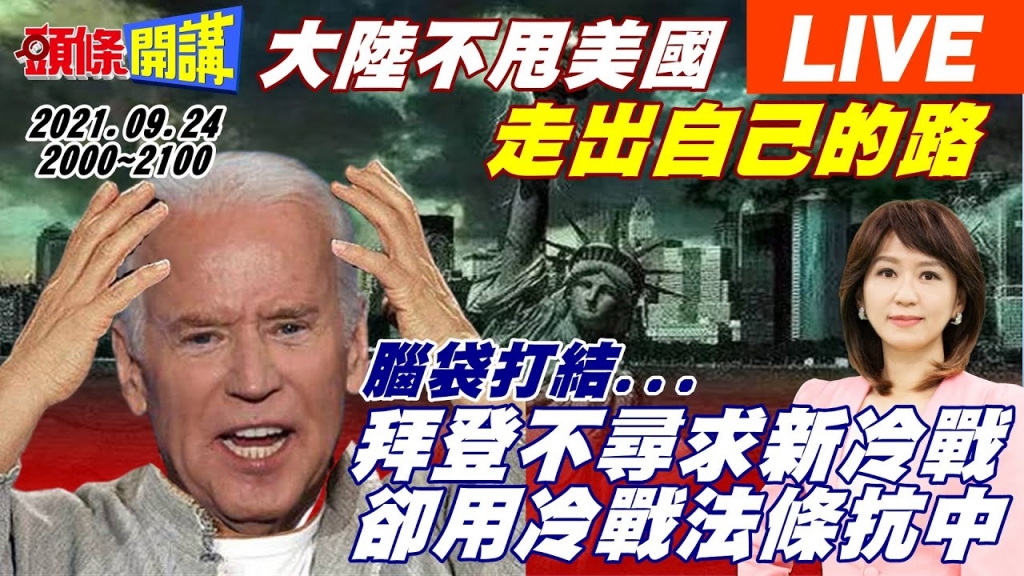 頭條開講
大陸不甩美國
LIVE
2021.09.24
2000~2100
走出自己的路
腦袋打結...
拜登不尋求新冷戰
卻用冷戰法條抗中